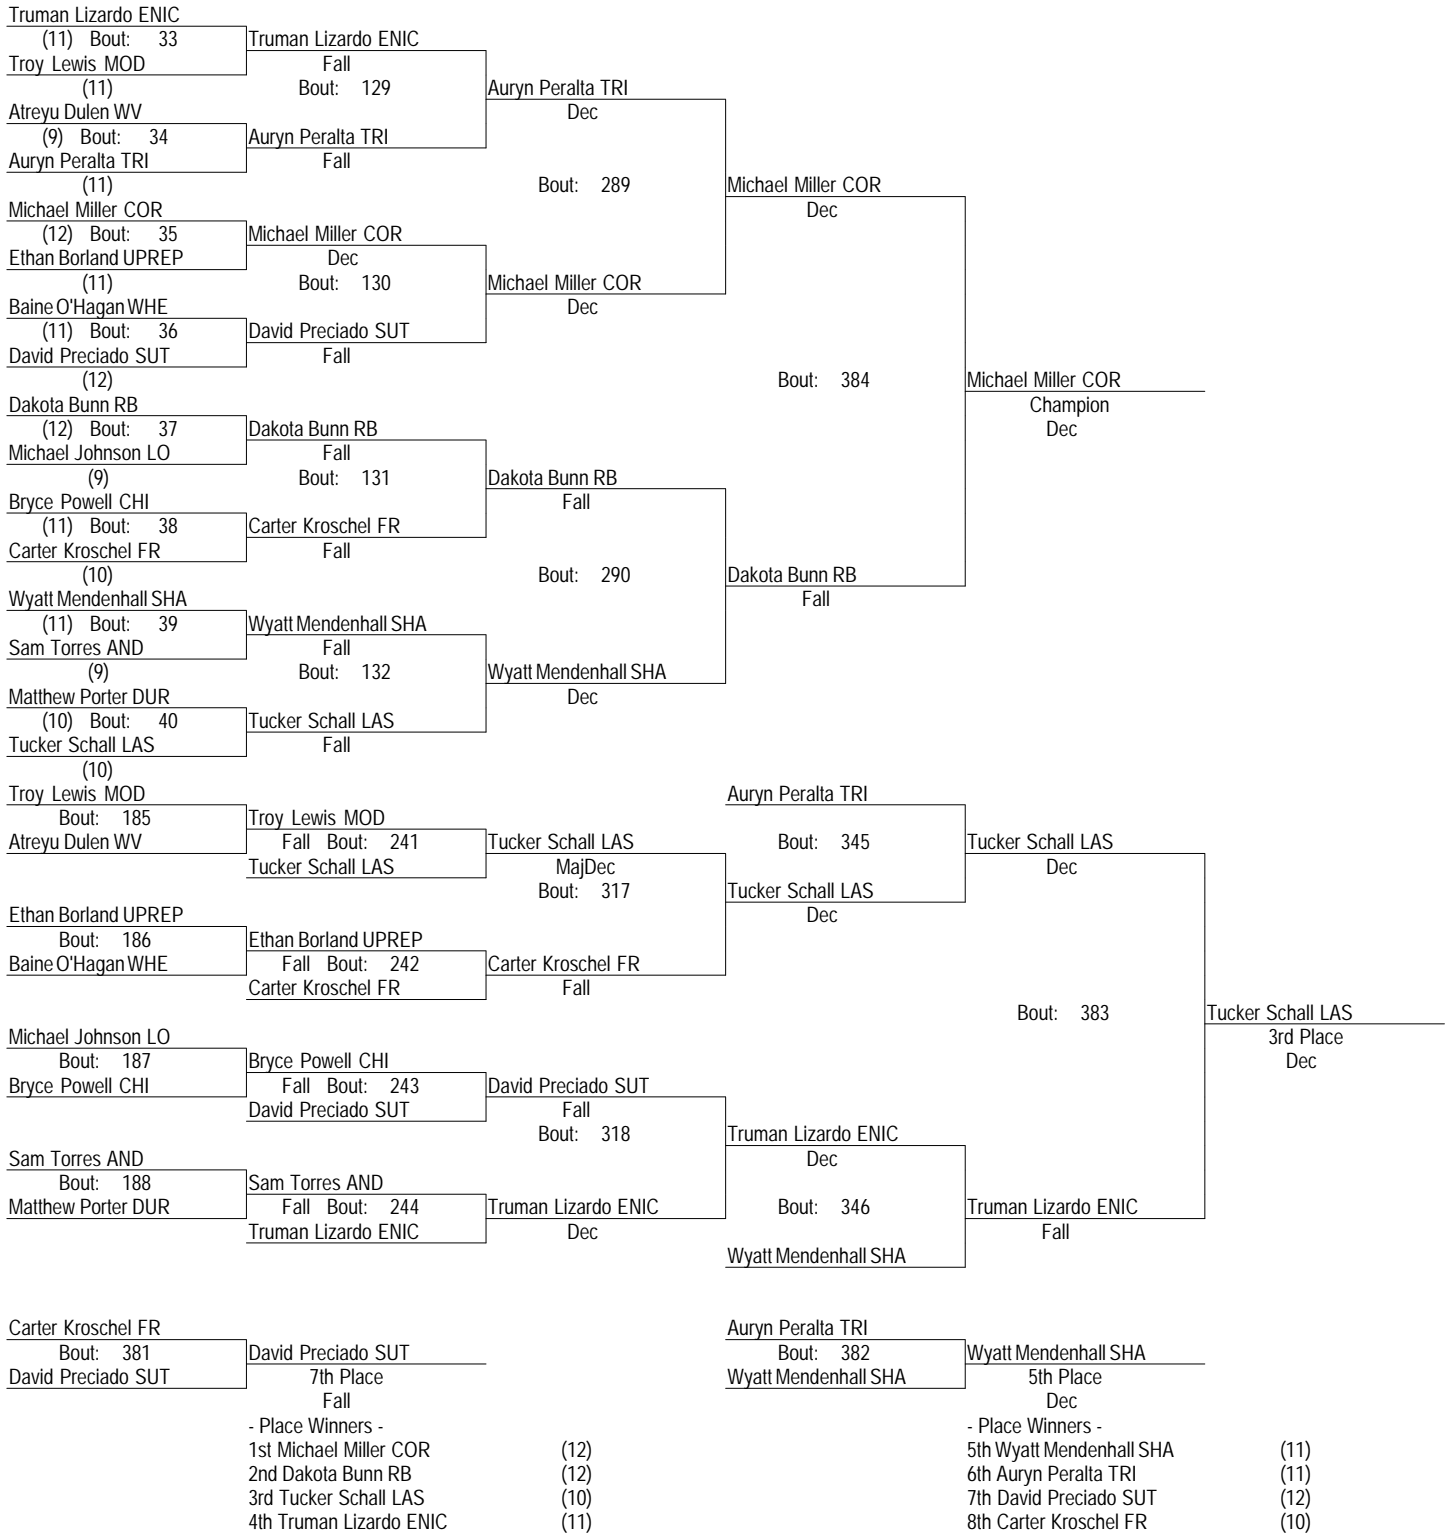 Truman Lizardo ENIC
(11) Bout: 33 Truman Lizardo ENIC
Troy Lewis MOD Fall
(11) Bout: 129 Auryn Peralta TRI
Atreyu Dulen WV Dec
(9) Bout: 34 Auryn Peralta TRI
Auryn Peralta TRI Fall
(11) Bout: 289 Michael Miller COR
Michael Miller COR Dec
(12) Bout: 35 Michael Miller COR
Ethan Borland UPREP Dec
(11) Bout: 130 Michael Miller COR
Baine O'Hagan WHE Dec
(11) Bout: 36 David Preciado SUT
David Preciado SUT Fall
(12) Bout: 384 Michael Miller COR
Dakota Bunn RB Champion
(12) Bout: 37 Dakota Bunn RB Dec
Michael Johnson LO Fall
(9) Bout: 131 Dakota Bunn RB
Bryce Powell CHI Fall
(11) Bout: 38 Carter Kroschel FR
Carter Kroschel FR Fall
(10) Bout: 290 Dakota Bunn RB
Wyatt Mendenhall SHA Fall
(11) Bout: 39 Wyatt Mendenhall SHA
Sam Torres AND Fall
(9) Bout: 132 Wyatt Mendenhall SHA
Matthew Porter DUR Dec
(10) Bout: 40 Tucker Schall LAS
Tucker Schall LAS Fall
(10)
Troy Lewis MOD Auryn Peralta TRI
Bout: 185 Troy Lewis MOD
Atreyu Dulen WV Fall Bout: 241 Tucker Schall LAS Bout: 345 Tucker Schall LAS
Tucker Schall LAS MajDec Dec
Bout: 317 Tucker Schall LAS
Ethan Borland UPREP Dec
Bout: 186 Ethan Borland UPREP
Baine O'Hagan WHE Fall Bout: 242 Carter Kroschel FR
Carter Kroschel FR Fall
Bout: 383 Tucker Schall LAS
Michael Johnson LO 3rd Place
Bout: 187 Bryce Powell CHI Dec
Bryce Powell CHI Fall Bout: 243 David Preciado SUT
David Preciado SUT Fall
Bout: 318 Truman Lizardo ENIC
Sam Torres AND Dec
Bout: 188 Sam Torres AND
Matthew Porter DUR Fall Bout: 244 Truman Lizardo ENIC Bout: 346 Truman Lizardo ENIC
Truman Lizardo ENIC Dec Fall
Wyatt Mendenhall SHA
Carter Kroschel FR Auryn Peralta TRI
Bout: 381 David Preciado SUT Bout: 382 Wyatt Mendenhall SHA
David Preciado SUT 7th Place Wyatt Mendenhall SHA 5th Place
Fall Dec
- Place Winners - - Place Winners -
1st Michael Miller COR (12) 5th Wyatt Mendenhall SHA (11)
2nd Dakota Bunn RB (12) 6th Auryn Peralta TRI (11)
3rd Tucker Schall LAS (10) 7th David Preciado SUT (12)
4th Truman Lizardo ENIC (11) 8th Carter Kroschel FR (10)